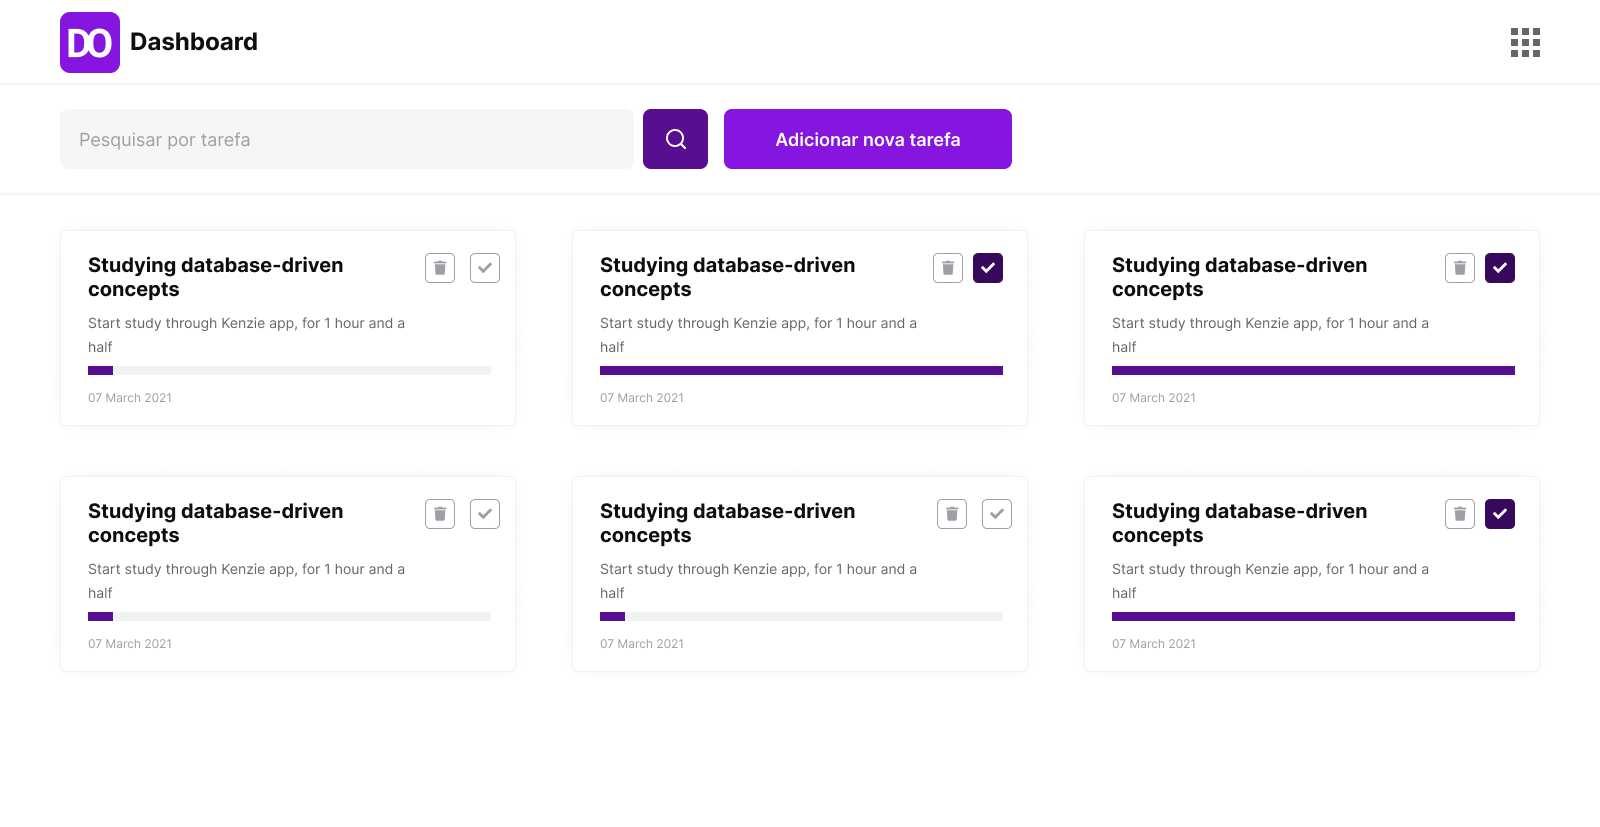 DO Dashboard
Pesquisar por tarefa
Adicionar nova tarefa
Studying database-driven
concepts
Start study through Kenzie app, for 1 hour and a
half
07 March 2021
Studying database-driven
concepts
Start study through Kenzie app, for 1 hour and a
half
07 March 2021
Studying database-driven
concepts
Start study through Kenzie app, for 1 hour and a
half
07 March 2021
Studying database-driven
concepts
Start study through Kenzie app, for 1 hour and a
half
07 March 2021
Studying database-driven
concepts
Start study through Kenzie app, for 1 hour and a
half
07 March 2021
Studying database-driven
concepts
Start study through Kenzie app, for 1 hour and a
half
07 March 2021